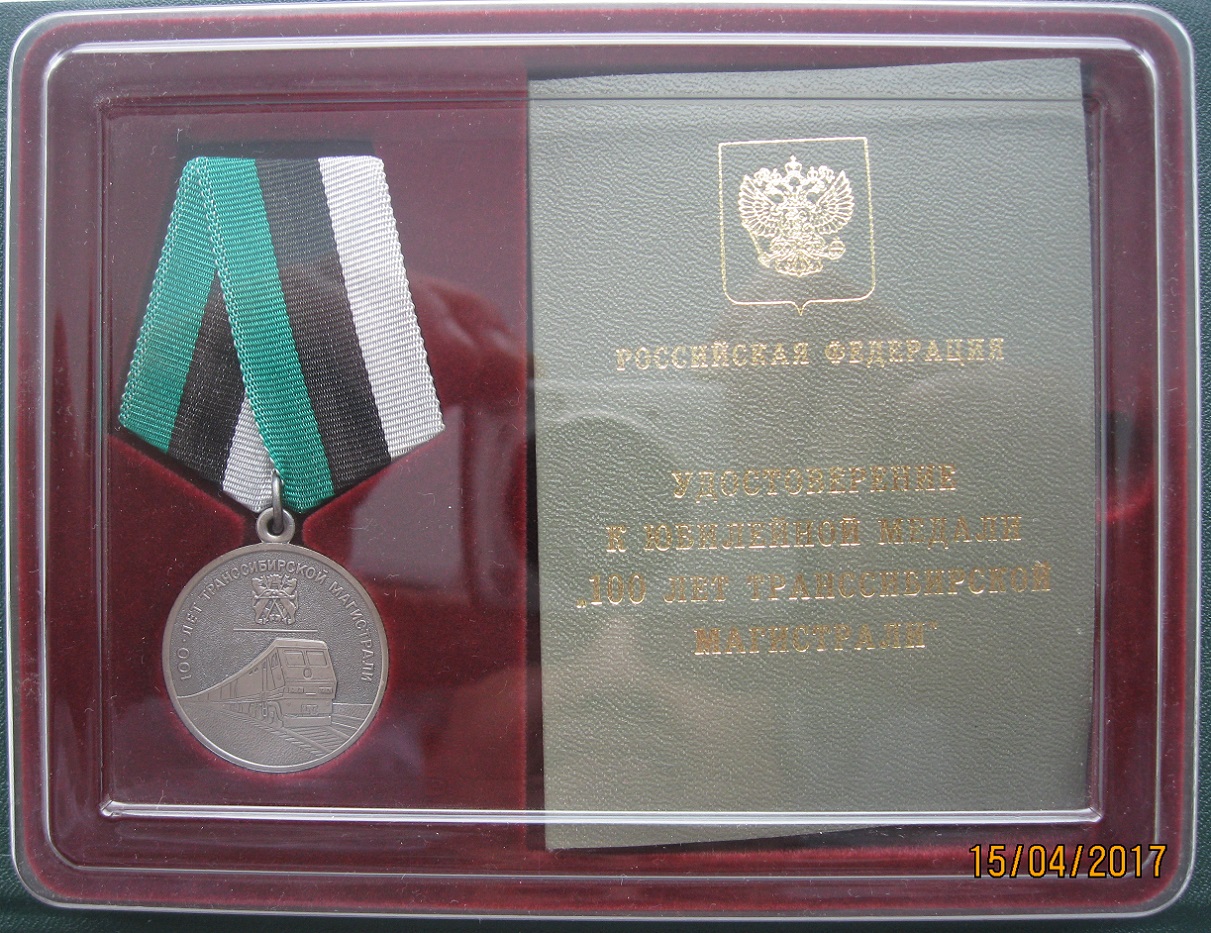 100 ЛЕТ ТРАНССИБИРСКОЙ МАГИСТРАЛИ
РОССИЙСКАЯ ФЕДЕРАЦИЯ
УДОСТОВЕРЕНИЕ
К ЮБИЛЕЙНОЙ МЕДАЛИ
„100 ЛЕТ ТРАНССИБИРСКОЙ
МАГИСТРАЛИ"
15/04/2017